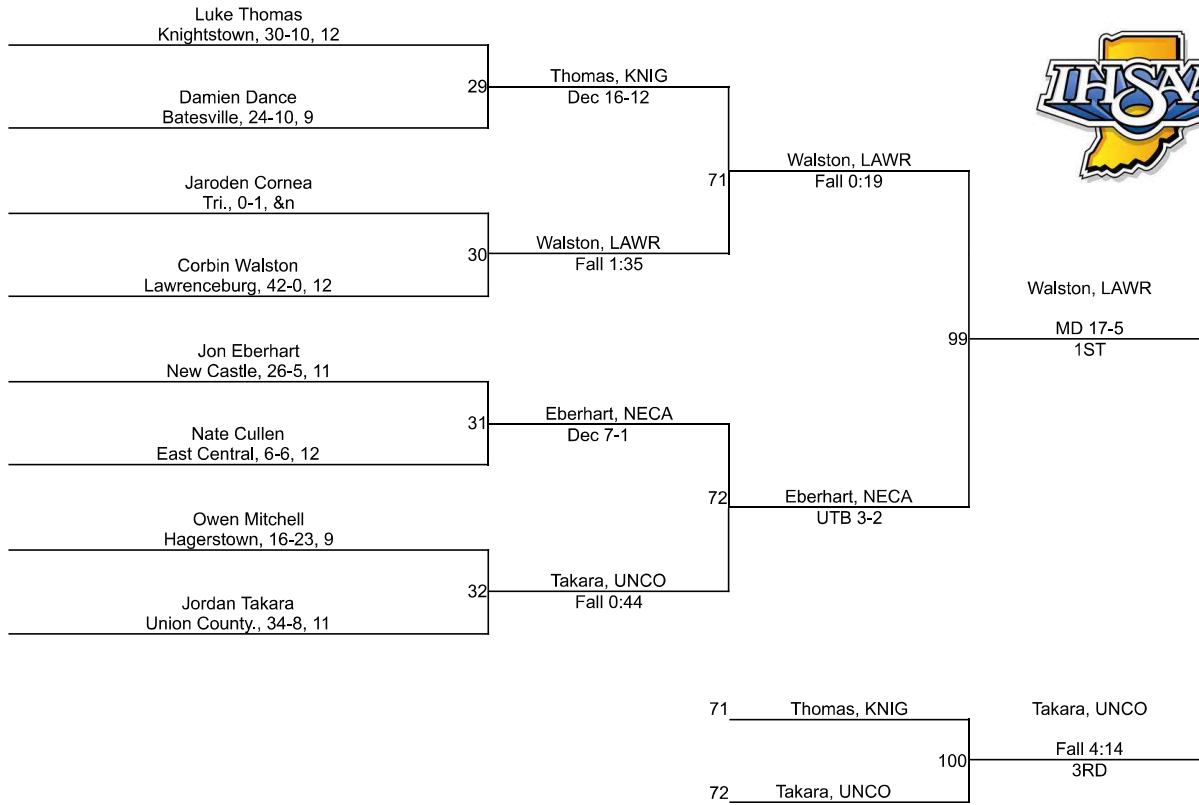 Luke Thomas
Knightstown, 30-10, 12
Damien Dance
Batesville, 24-10, 9
Jaroden Cornea
Tri., 0-1, &n
Corbin Walston
Lawrenceburg, 42-0, 12
Jon Eberhart
New Castle, 26-5, 11
Nate Cullen
East Central, 6-6, 12
Owen Mitchell
Hagerstown, 16-23, 9
Jordan Takara
Union County., 34-8, 11
29
Thomas, KNIG
Dec 16-12
30
Walston, LAWR
Fall 1:35
31
Eberhart, NECA
Dec 7-1
32
Takara, UNCO
Fall 0:44
71
Walston, LAWR
Fall 0:19
72
Eberhart, NECA
UTB 3-2
99
Walston, LAWR
MD 17-5
1ST
71
Thomas, KNIG
72
Takara, UNCO
100
Takara, UNCO
Fall 4:14
3RD
IHSAA